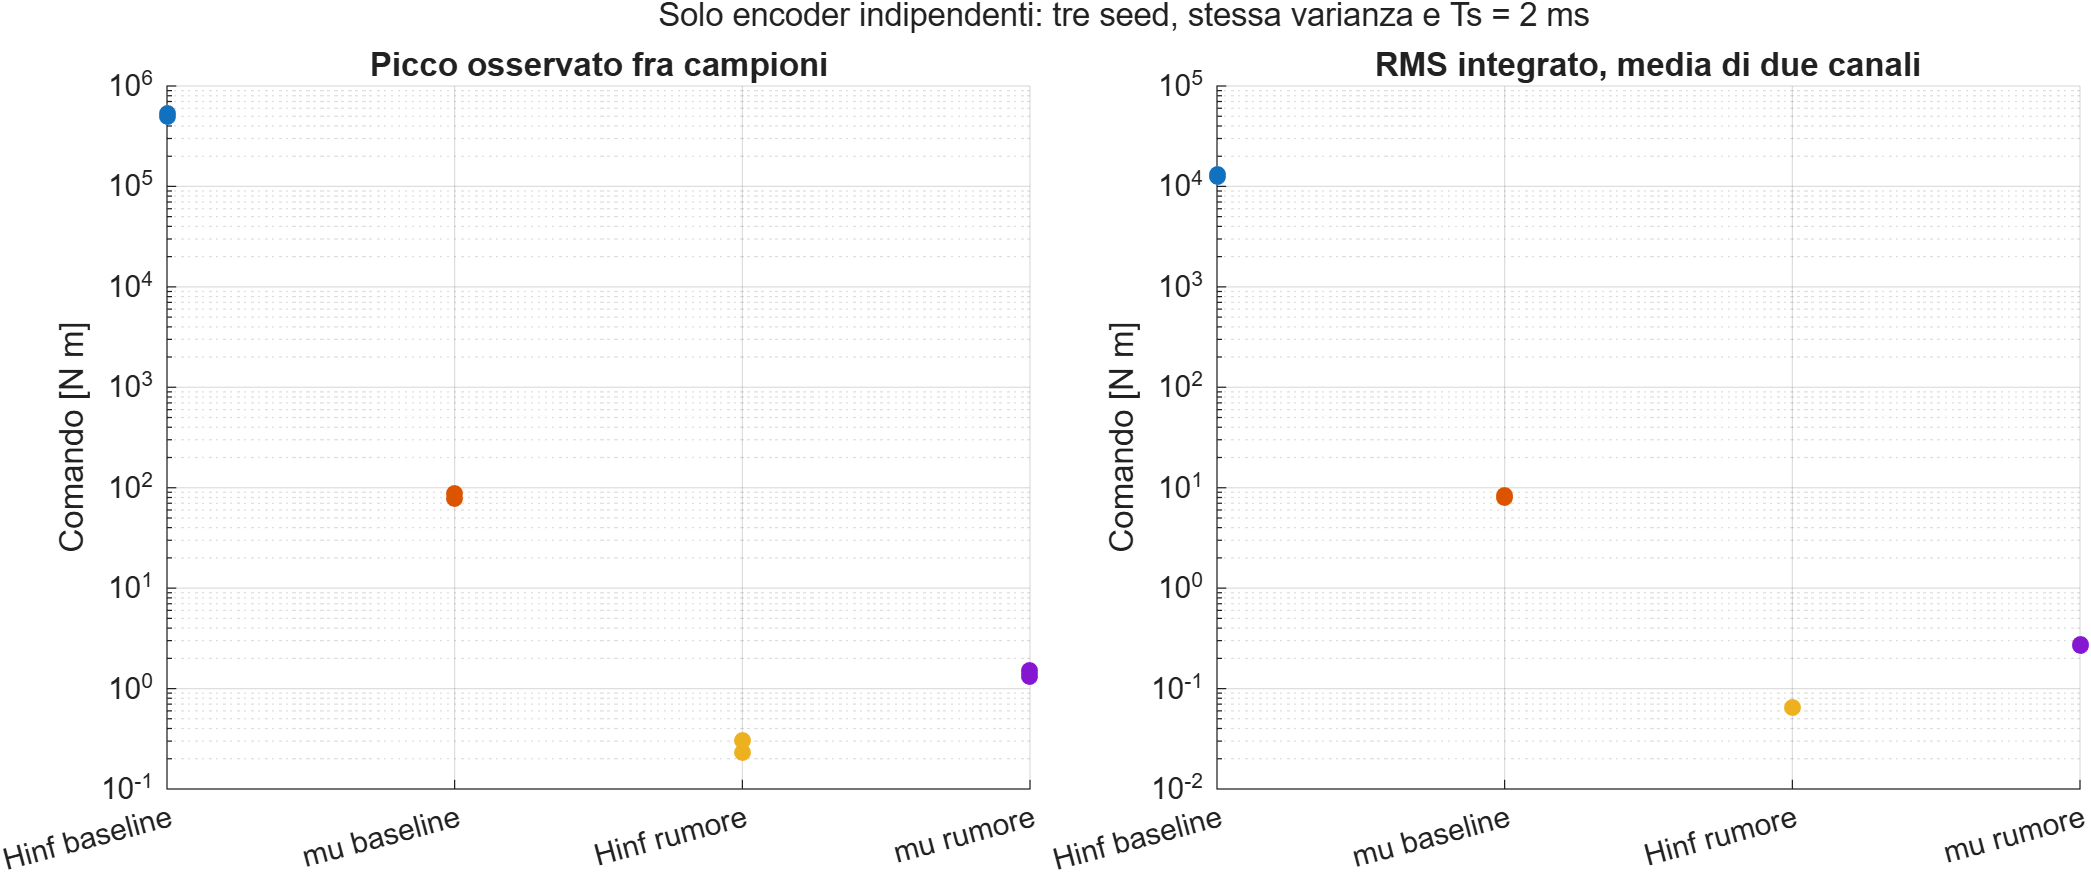 Solo encoder indipendenti: tre seed, stessa varianza e Ts = 2 ms
Picco osservato fra campioni
Comando [N m]
10^6
10^5
10^4
10^3
10^2
10^1
10^0
10^-1
Hinf baseline
mu baseline
Hinf rumore
mu rumore
RMS integrato, media di due canali
Comando [N m]
10^5
10^4
10^3
10^2
10^1
10^0
10^-1
10^-2
Hinf baseline
mu baseline
Hinf rumore
mu rumore